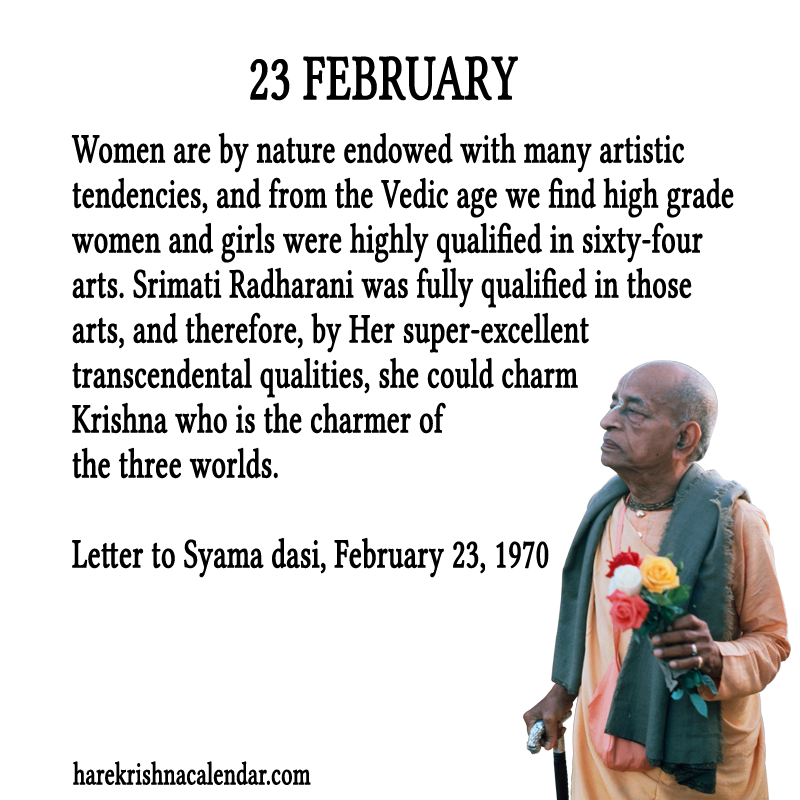 23 FEBRUARY
Women are by nature endowed with many artistic
tendencies, and from the Vedic age we find high grade
women and girls were highly qualified in sixty-four
arts. Srimati Radharani was fully qualified in those
arts, and therefore, by Her super-excellent
transcendental qualities, she could charm
Krishna who is the charmer of
the three worlds.
Letter to Syama dasi, February 23, 1970
harekrishnacalendar.com